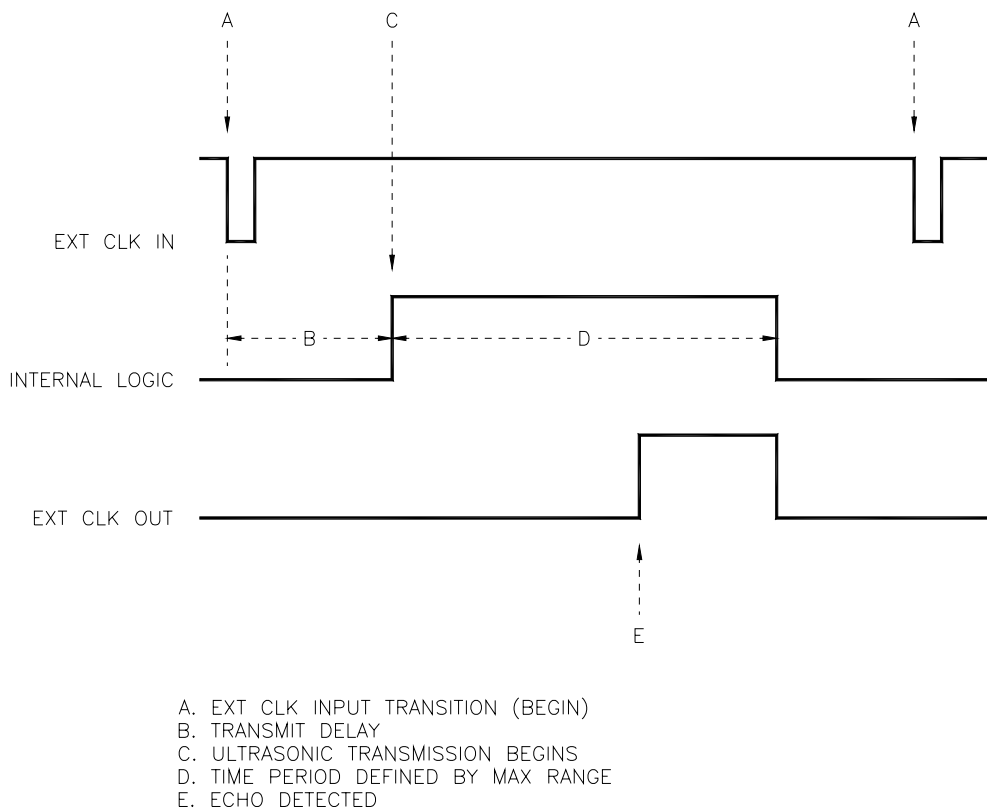 A C A
EXT CLK IN
B D
INTERNAL LOGIC
EXT CLK OUT
E
A. EXT CLK INPUT TRANSITION (BEGIN)
B. TRANSMIT DELAY
C. ULTRASONIC TRANSMISSION BEGINS
D. TIME PERIOD DEFINED BY MAX RANGE
E. ECHO DETECTED